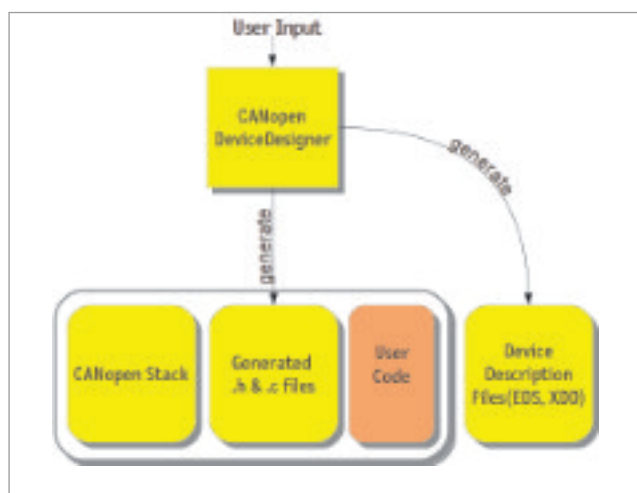 User Input
CANopen
DeviceDesigner
generate
generate
CANopen Stack
Generated
.h & .c files
User
Code
Device
Description
Files(EDS, XDD)